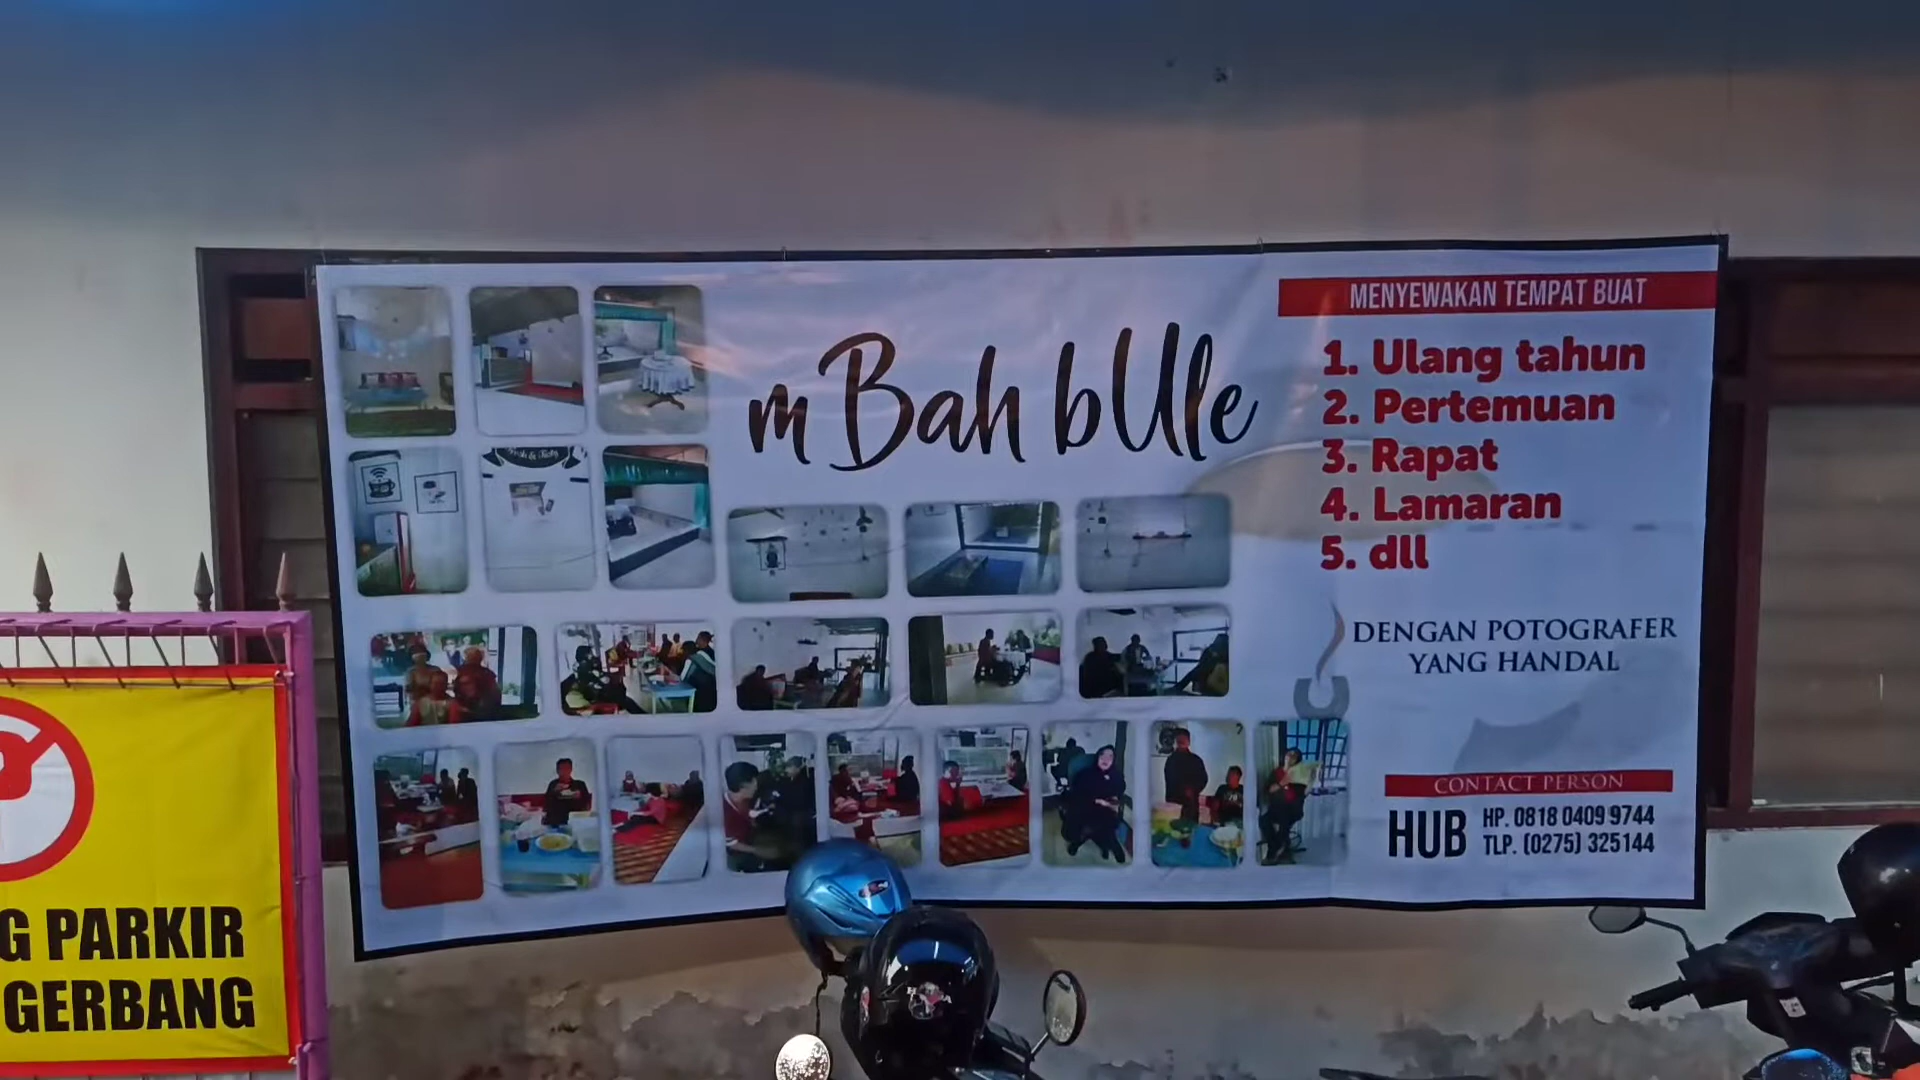 mBah bUle
MENYEWAKAN TEMPAT BUAT
1. Ulang tahun
2. Pertemuan
3. Rapat
4. Lamaran
5. dll
DENGAN POTOGRAFER
YANG HANDAL
CONTACT PERSON
HUB
HP. 0818 0409 9744
TLP. (0275) 325144
G PARKIR
GERBANG